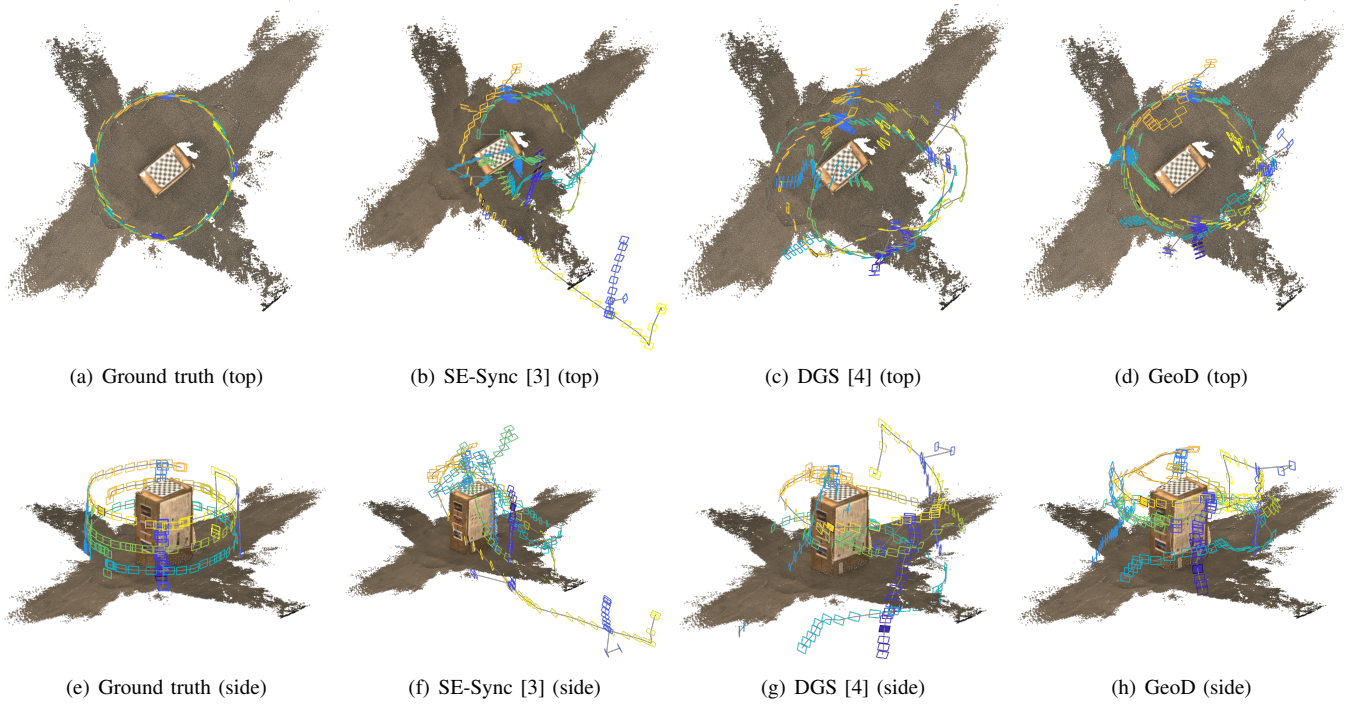 (a) Ground truth (top)
(b) SE-Sync [3] (top)
(c) DGS [4] (top)
(d) GeoD (top)
(e) Ground truth (side)
(f) SE-Sync [3] (side)
(g) DGS [4] (side)
(h) GeoD (side)